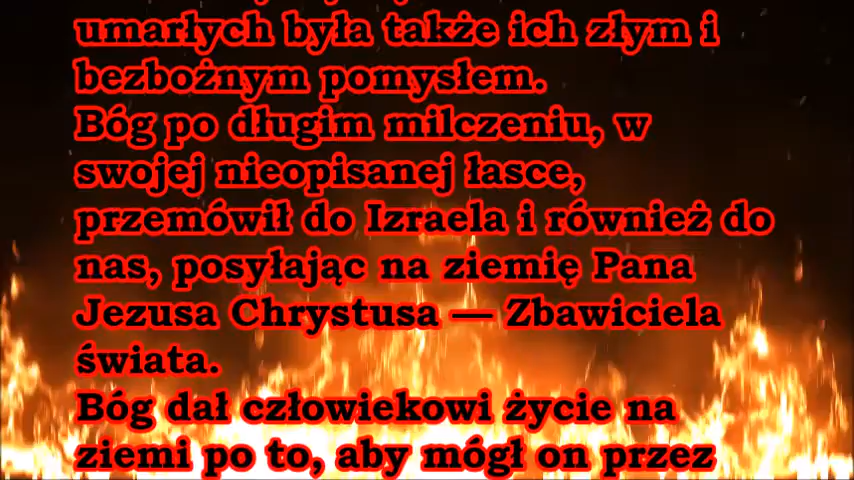 umarłych była także ich złym i
bezbożnym pomysłem.
Bóg po długim milczeniu, w
swojej nieopisanej łasce,
przemówił do Izraela i również do
nas, posyłając na ziemię Pana
Jezusa Chrystusa — Zbawiciela
świata.
Bóg dał człowiekowi życie na
ziemi po to, aby mógł on przez